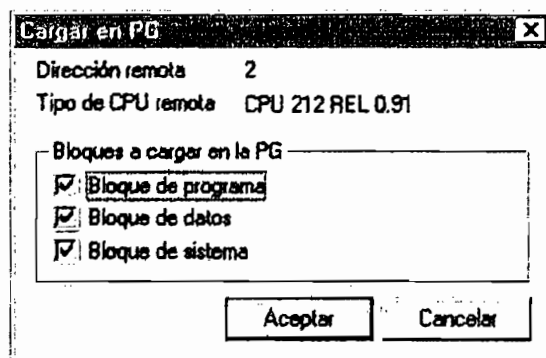 Cargar en PG
Dirección remota 2
Tipo de CPU remota CPU 212 REL 0.91
Bloques a cargar en la PG
Bloque de programa
Bloque de datos
Bloque de sistema
Aceptar Cancelar